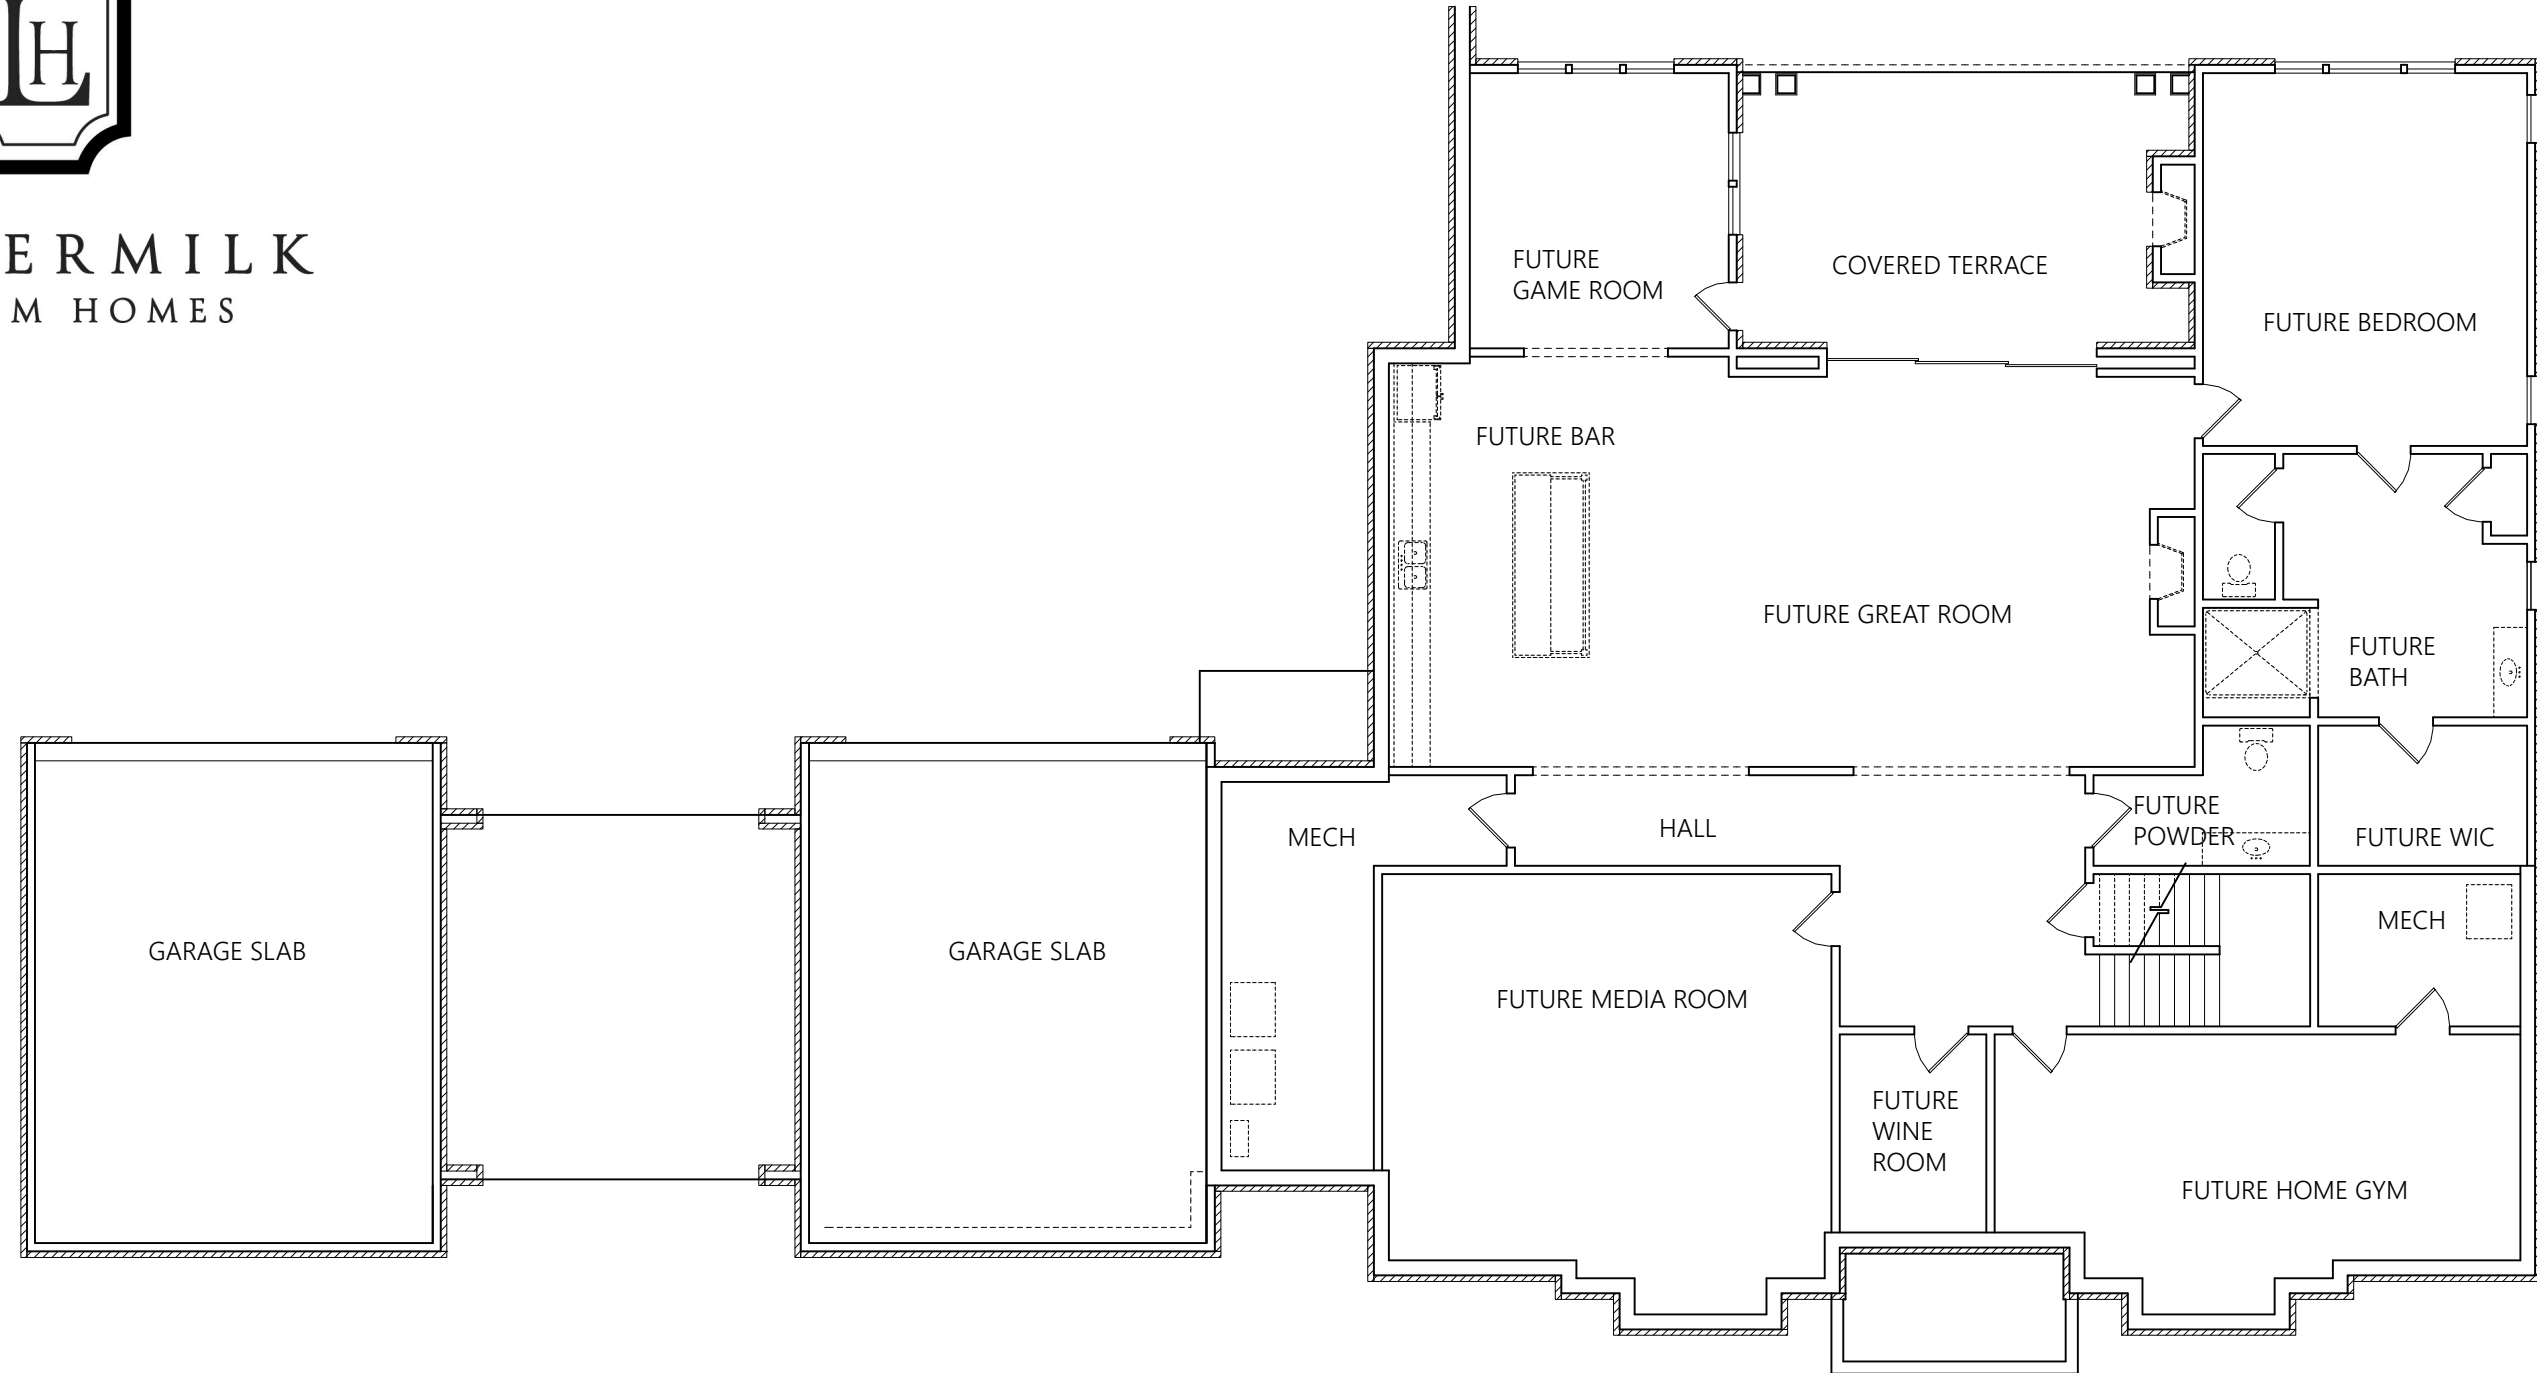 LH
ERMILK
M HOMES
FUTURE
GAME ROOM
COVERED TERRACE
FUTURE BEDROOM
FUTURE BAR
FUTURE GREAT ROOM
FUTURE
BATH
FUTURE
POWDER
MECH
HALL
FUTURE WIC
GARAGE SLAB
GARAGE SLAB
MECH
FUTURE MEDIA ROOM
FUTURE
WINE
ROOM
FUTURE HOME GYM